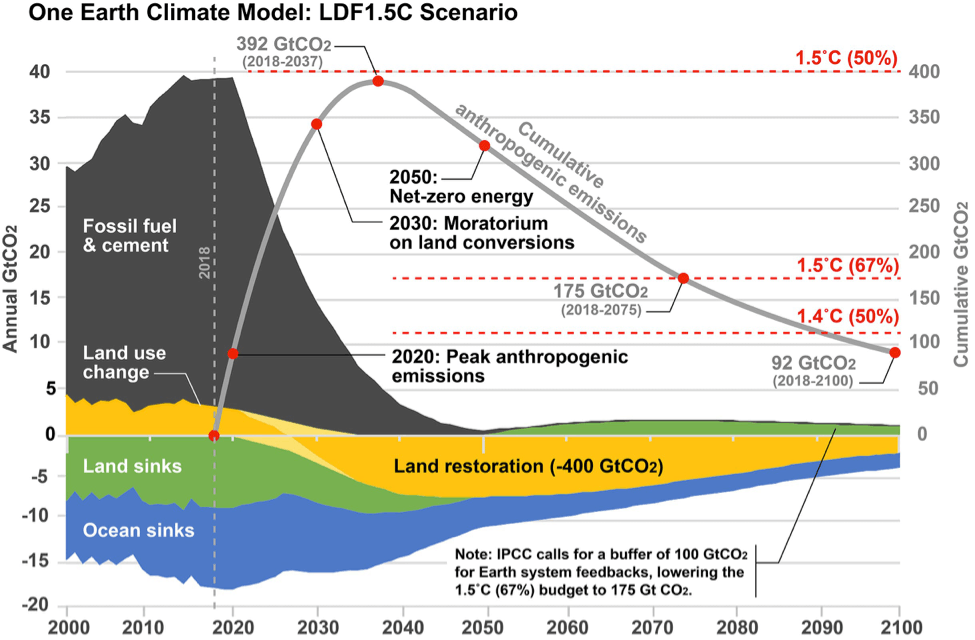 One Earth Climate Model: LDF1.5C Scenario
392 GtCO2
(2018-2037)
1.5˚C (50%)
40
35
30
25
20
15
10
5
0
-5
-10
-15
-20
Annual GtCO2
400
350
300
250
200
150
100
50
0
Cumulative GtCO2
Cumulative
anthropogenic emissions
2050:
Net-zero energy
2030: Moratorium
on land conversions
Fossil fuel
& cement
2018
1.5˚C (67%)
175 GtCO2
(2018-2075)
1.4˚C (50%)
Land use
change
2020: Peak anthropogenic
emissions
92 GtCO2
(2018-2100)
Land sinks
Land restoration (-400 GtCO2)
Ocean sinks
Note: IPCC calls for a buffer of 100 GtCO2
for Earth system feedbacks, lowering the
1.5˚C (67%) budget to 175 Gt CO2.
2000 2010 2020 2030 2040 2050 2060 2070 2080 2090 2100